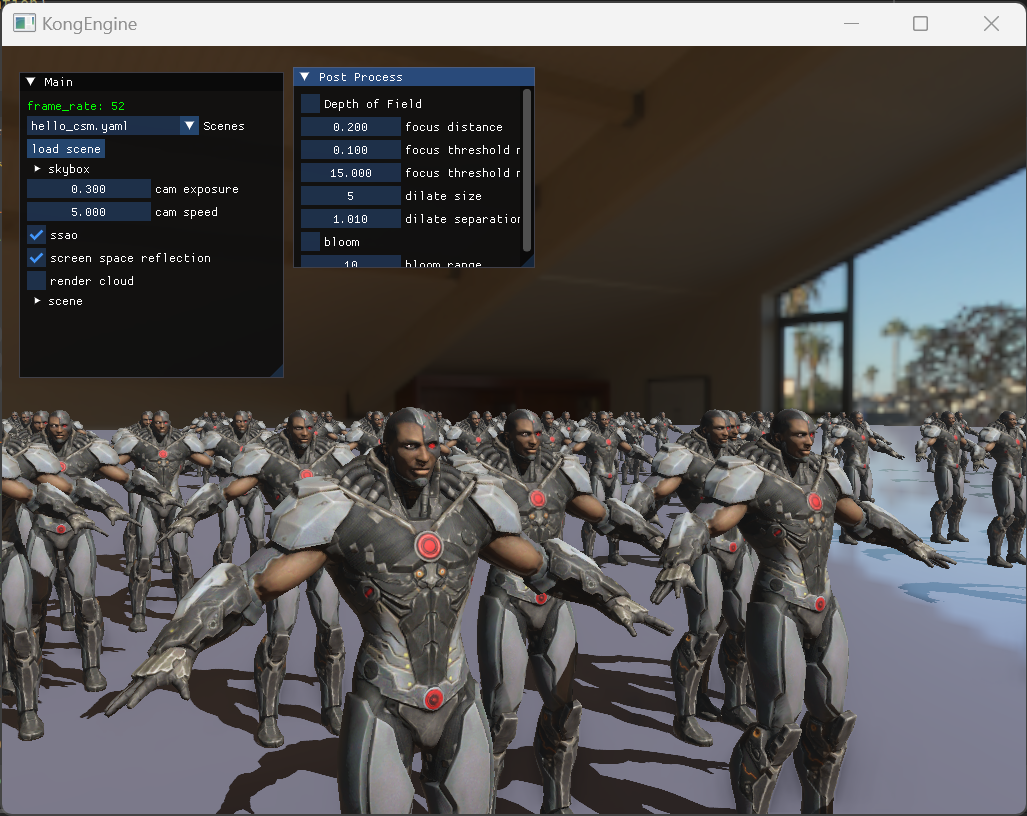 KongEngine
Main
frame_rate: 52
hello_csm.yaml Scenes
load scene
skybox
0.300 cam exposure
5.000 cam speed
ssao
screen space reflection
render cloud
scene
Post Process
Depth of Field
0.200 focus distance
0.100 focus threshold
15.000 focus threshold
5 dilate size
1.010 dilate separation
bloom
10 bloom range